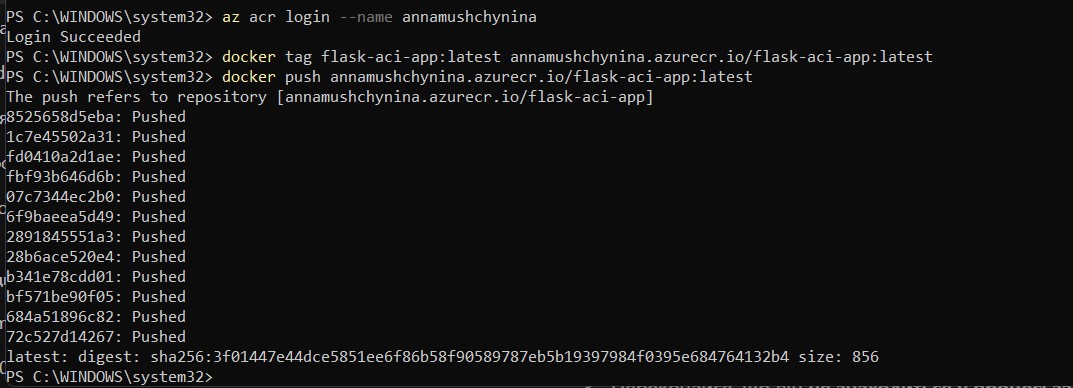 PS C:\WINDOWS\system32> az acr login --name annamushchynina
Login Succeeded
PS C:\WINDOWS\system32> docker tag flask-aci-app:latest annamushchynina.azurecr.io/flask-aci-app:latest
PS C:\WINDOWS\system32> docker push annamushchynina.azurecr.io/flask-aci-app:latest
The push refers to repository [annamushchynina.azurecr.io/flask-aci-app]
8525658d5eba: Pushed
1c7e45502a31: Pushed
fd0410a2d1ae: Pushed
fbf93b646d6b: Pushed
07c7344ec2b0: Pushed
6f9baeea5d49: Pushed
2891845551a3: Pushed
28b6ace520e4: Pushed
b341e78cdd01: Pushed
bf571be90f05: Pushed
684a51896c82: Pushed
72c527d14267: Pushed
latest: digest: sha256:3f01447e44dce5851ee6f86b58f90589787eb5b19397984f0395e684764132b4 size: 856
PS C:\WINDOWS\system32>